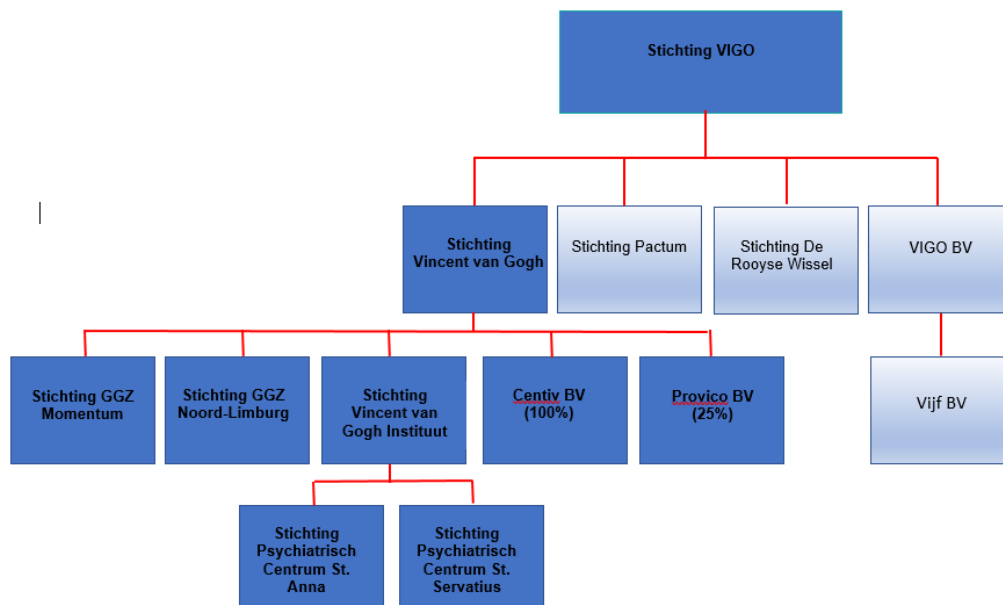 Stichting VIGO
Stichting
Vincent van Gogh
Stichting Pactum
Stichting De
Rooyse Wissel
VIGO BV
Stichting GGZ
Momentum
Stichting GGZ
Noord-Limburg
Stichting
Vincent van
Gogh Instituut
Centiv BV
(100%)
Provico BV
(25%)
Vijf BV
Stichting
Psychiatrisch
Centrum St.
Anna
Stichting
Psychiatrisch
Centrum St.
Servatius